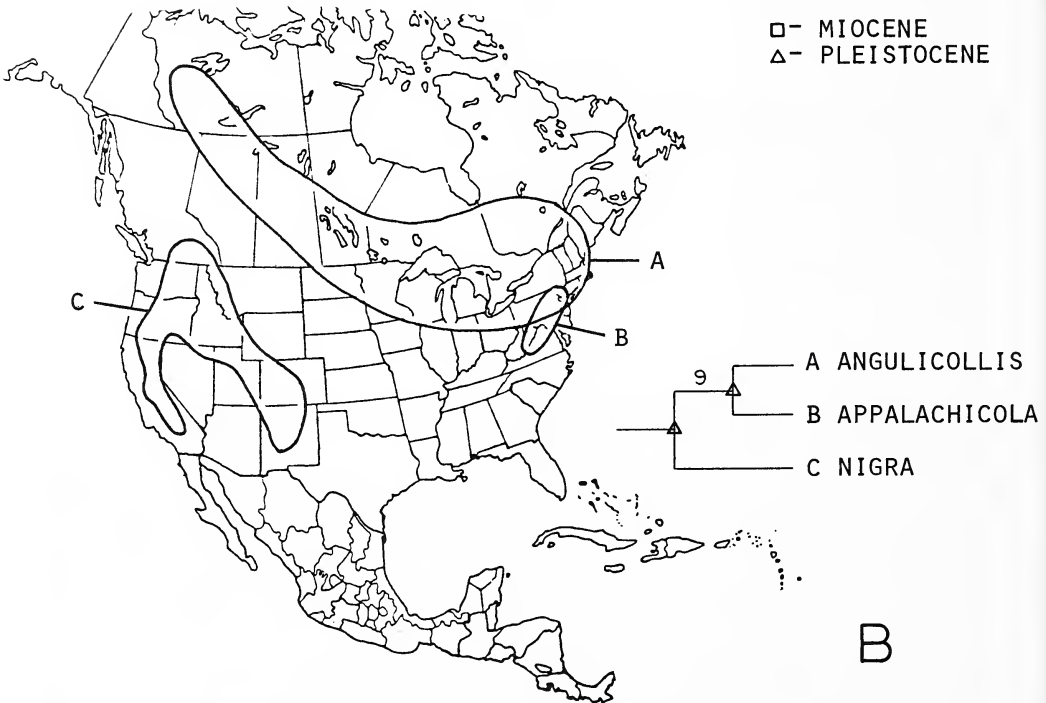 □- MIOCENE
△- PLEISTOCENE
A
C
B
9
A ANGULICOLLIS
B APPALACHICOLA
C NIGRA
B